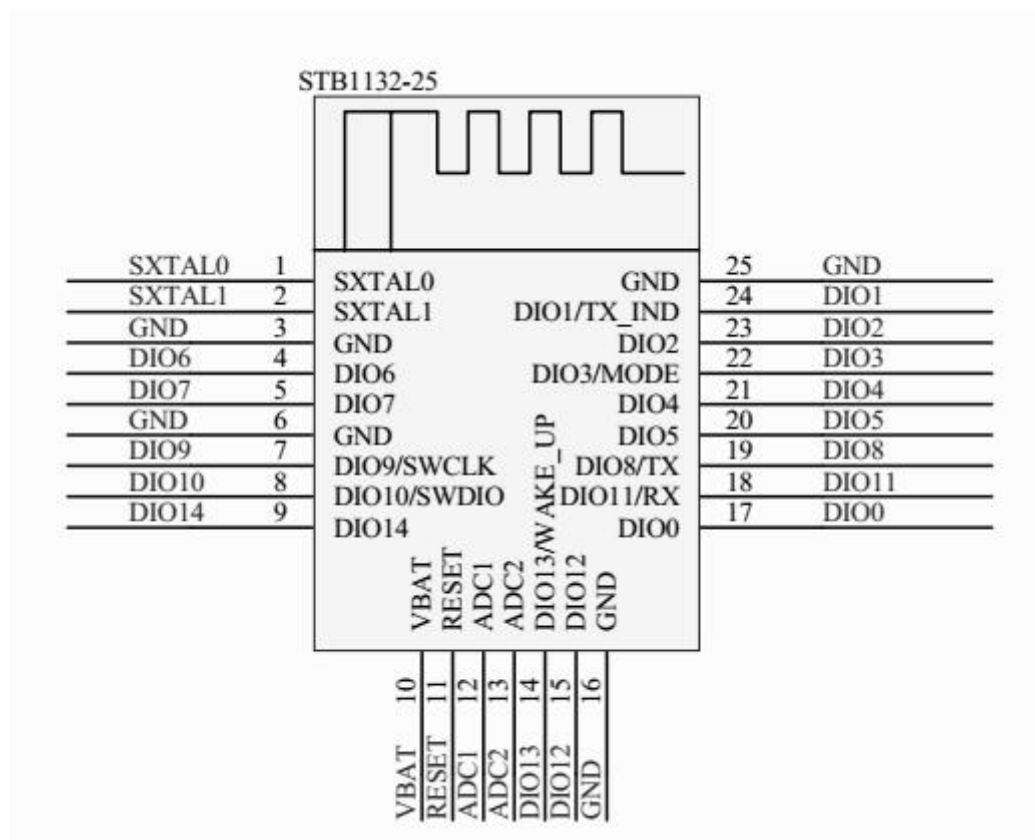 STB1132-25
SXTAL0 1 SXTAL0 GND 25 GND
SXTAL1 2 SXTAL1 DIO1/TX_IND 24 DIO1
GND 3 GND DIO2 23 DIO2
DIO6 4 DIO6 DIO3/MODE 22 DIO3
DIO7 5 DIO7 DIO4 21 DIO4
GND 6 GND DIO5 20 DIO5
DIO9 7 DIO9/SWCLK DIO8/TX 19 DIO8
DIO10 8 DIO10/SWDIO DIO11/RX 18 DIO11
DIO14 9 DIO14 DIO0 17 DIO0
VBAT 10 VBAT
RESET 11 RESET
ADC1 12 ADC1
ADC2 13 ADC2
DIO13/WAKE_UP 14 DIO13
DIO12 15 DIO12
GND 16 GND